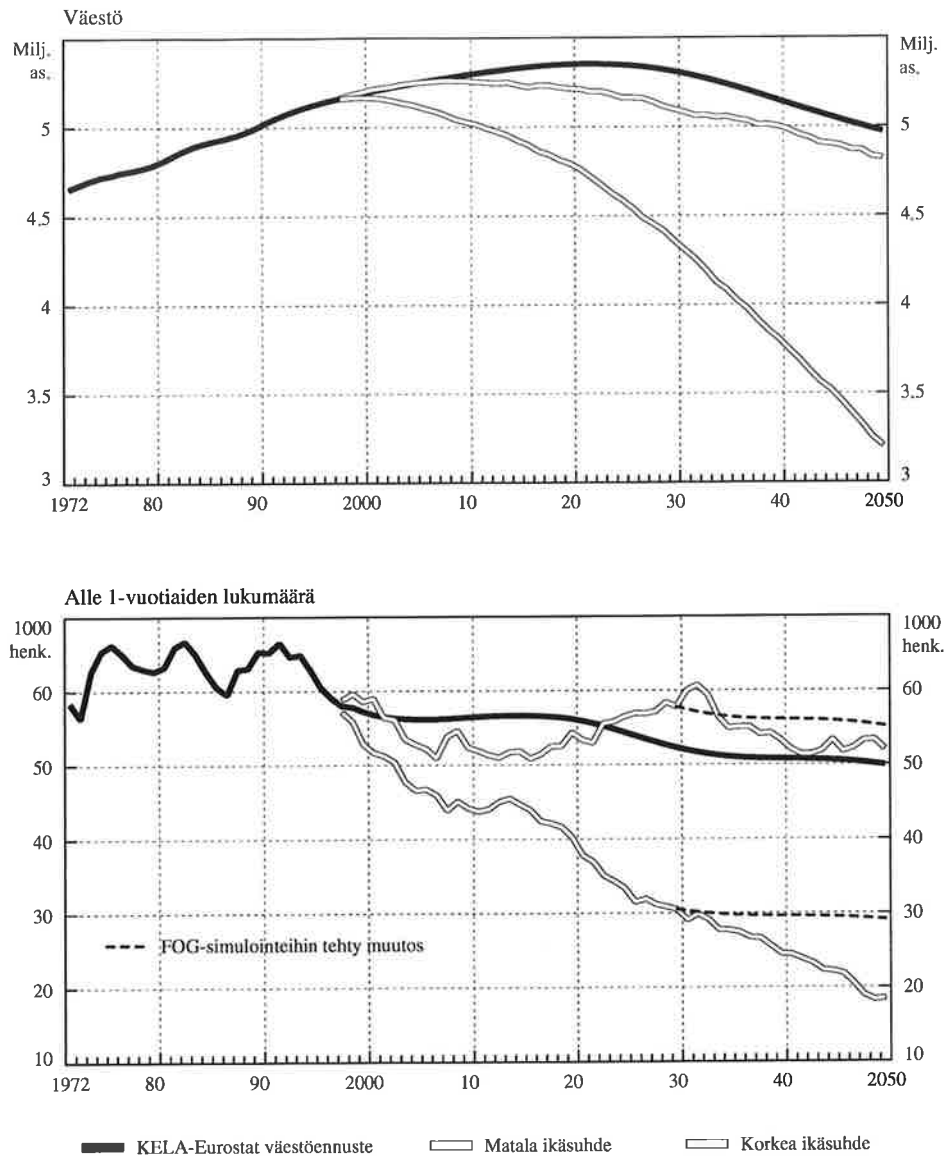 Väestö
Milj. as.
Milj. as.
5
5
4,5
4,5
4
4
3.5
3.5
3
3
1972 80 90 2000 10 20 30 40 2050
Alle 1-vuotiaiden lukumäärä
1000 henk.
1000 henk.
60
60
50
50
40
40
30
30
FOG-simulointeihin tehty muutos
20
20
10
10
1972 80 90 2000 10 20 30 40 2050
KELA-Eurostat väestöennuste Matala ikäsuhde Korkea ikäsuhde